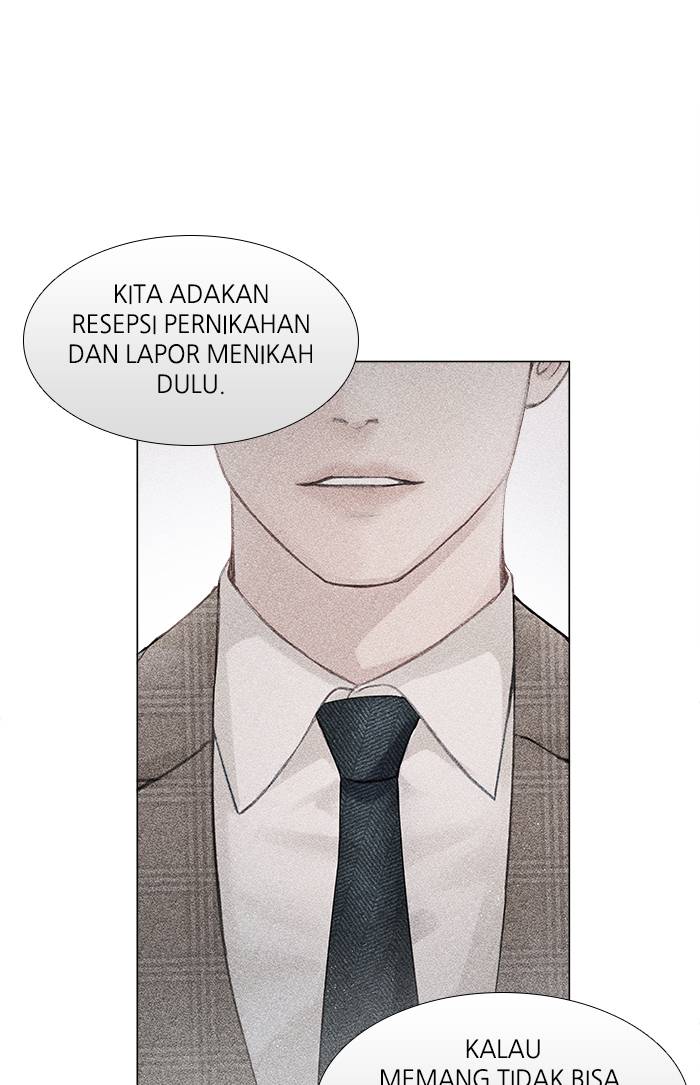 KITA ADAKAN
RESEPSI PERNIKAHAN
DAN LAPOR MENIKAH
DULU.
KALAU
MEMANG TIDAK BISA